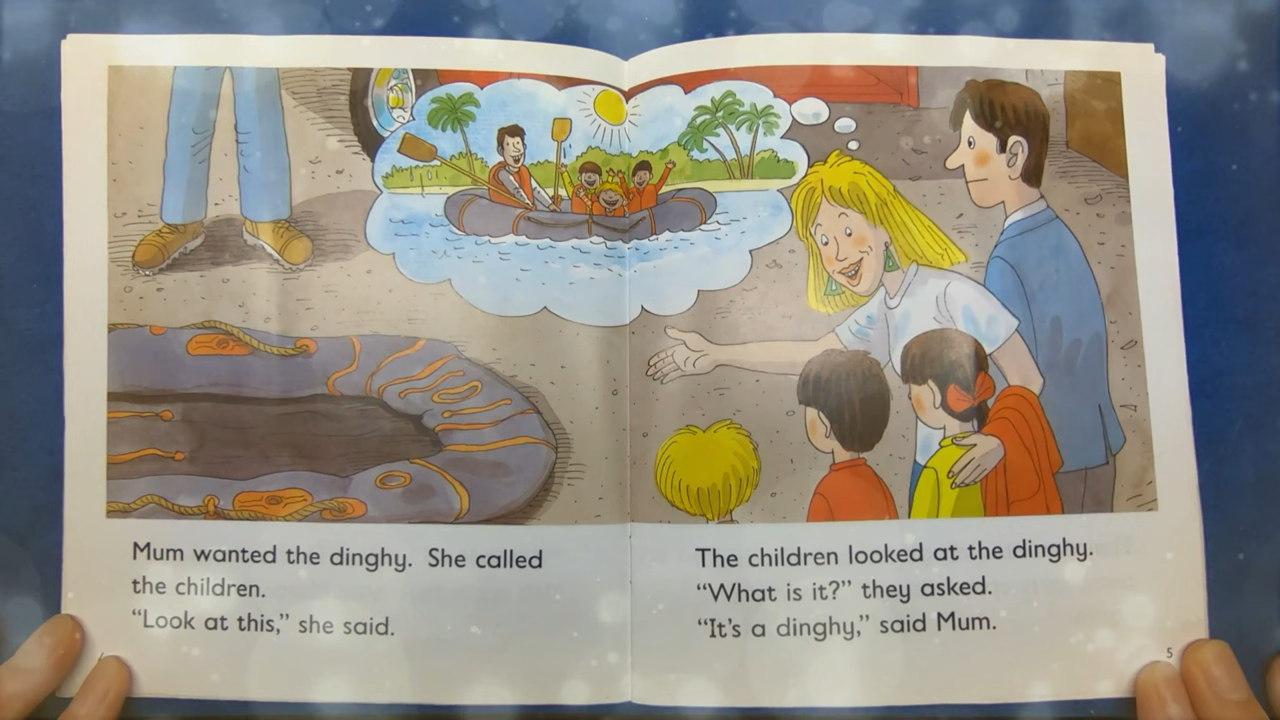 Mum wanted the dinghy. She called
the children.
“Look at this,” she said.
The children looked at the dinghy.
“What is it?” they asked.
“It’s a dinghy,” said Mum.
5